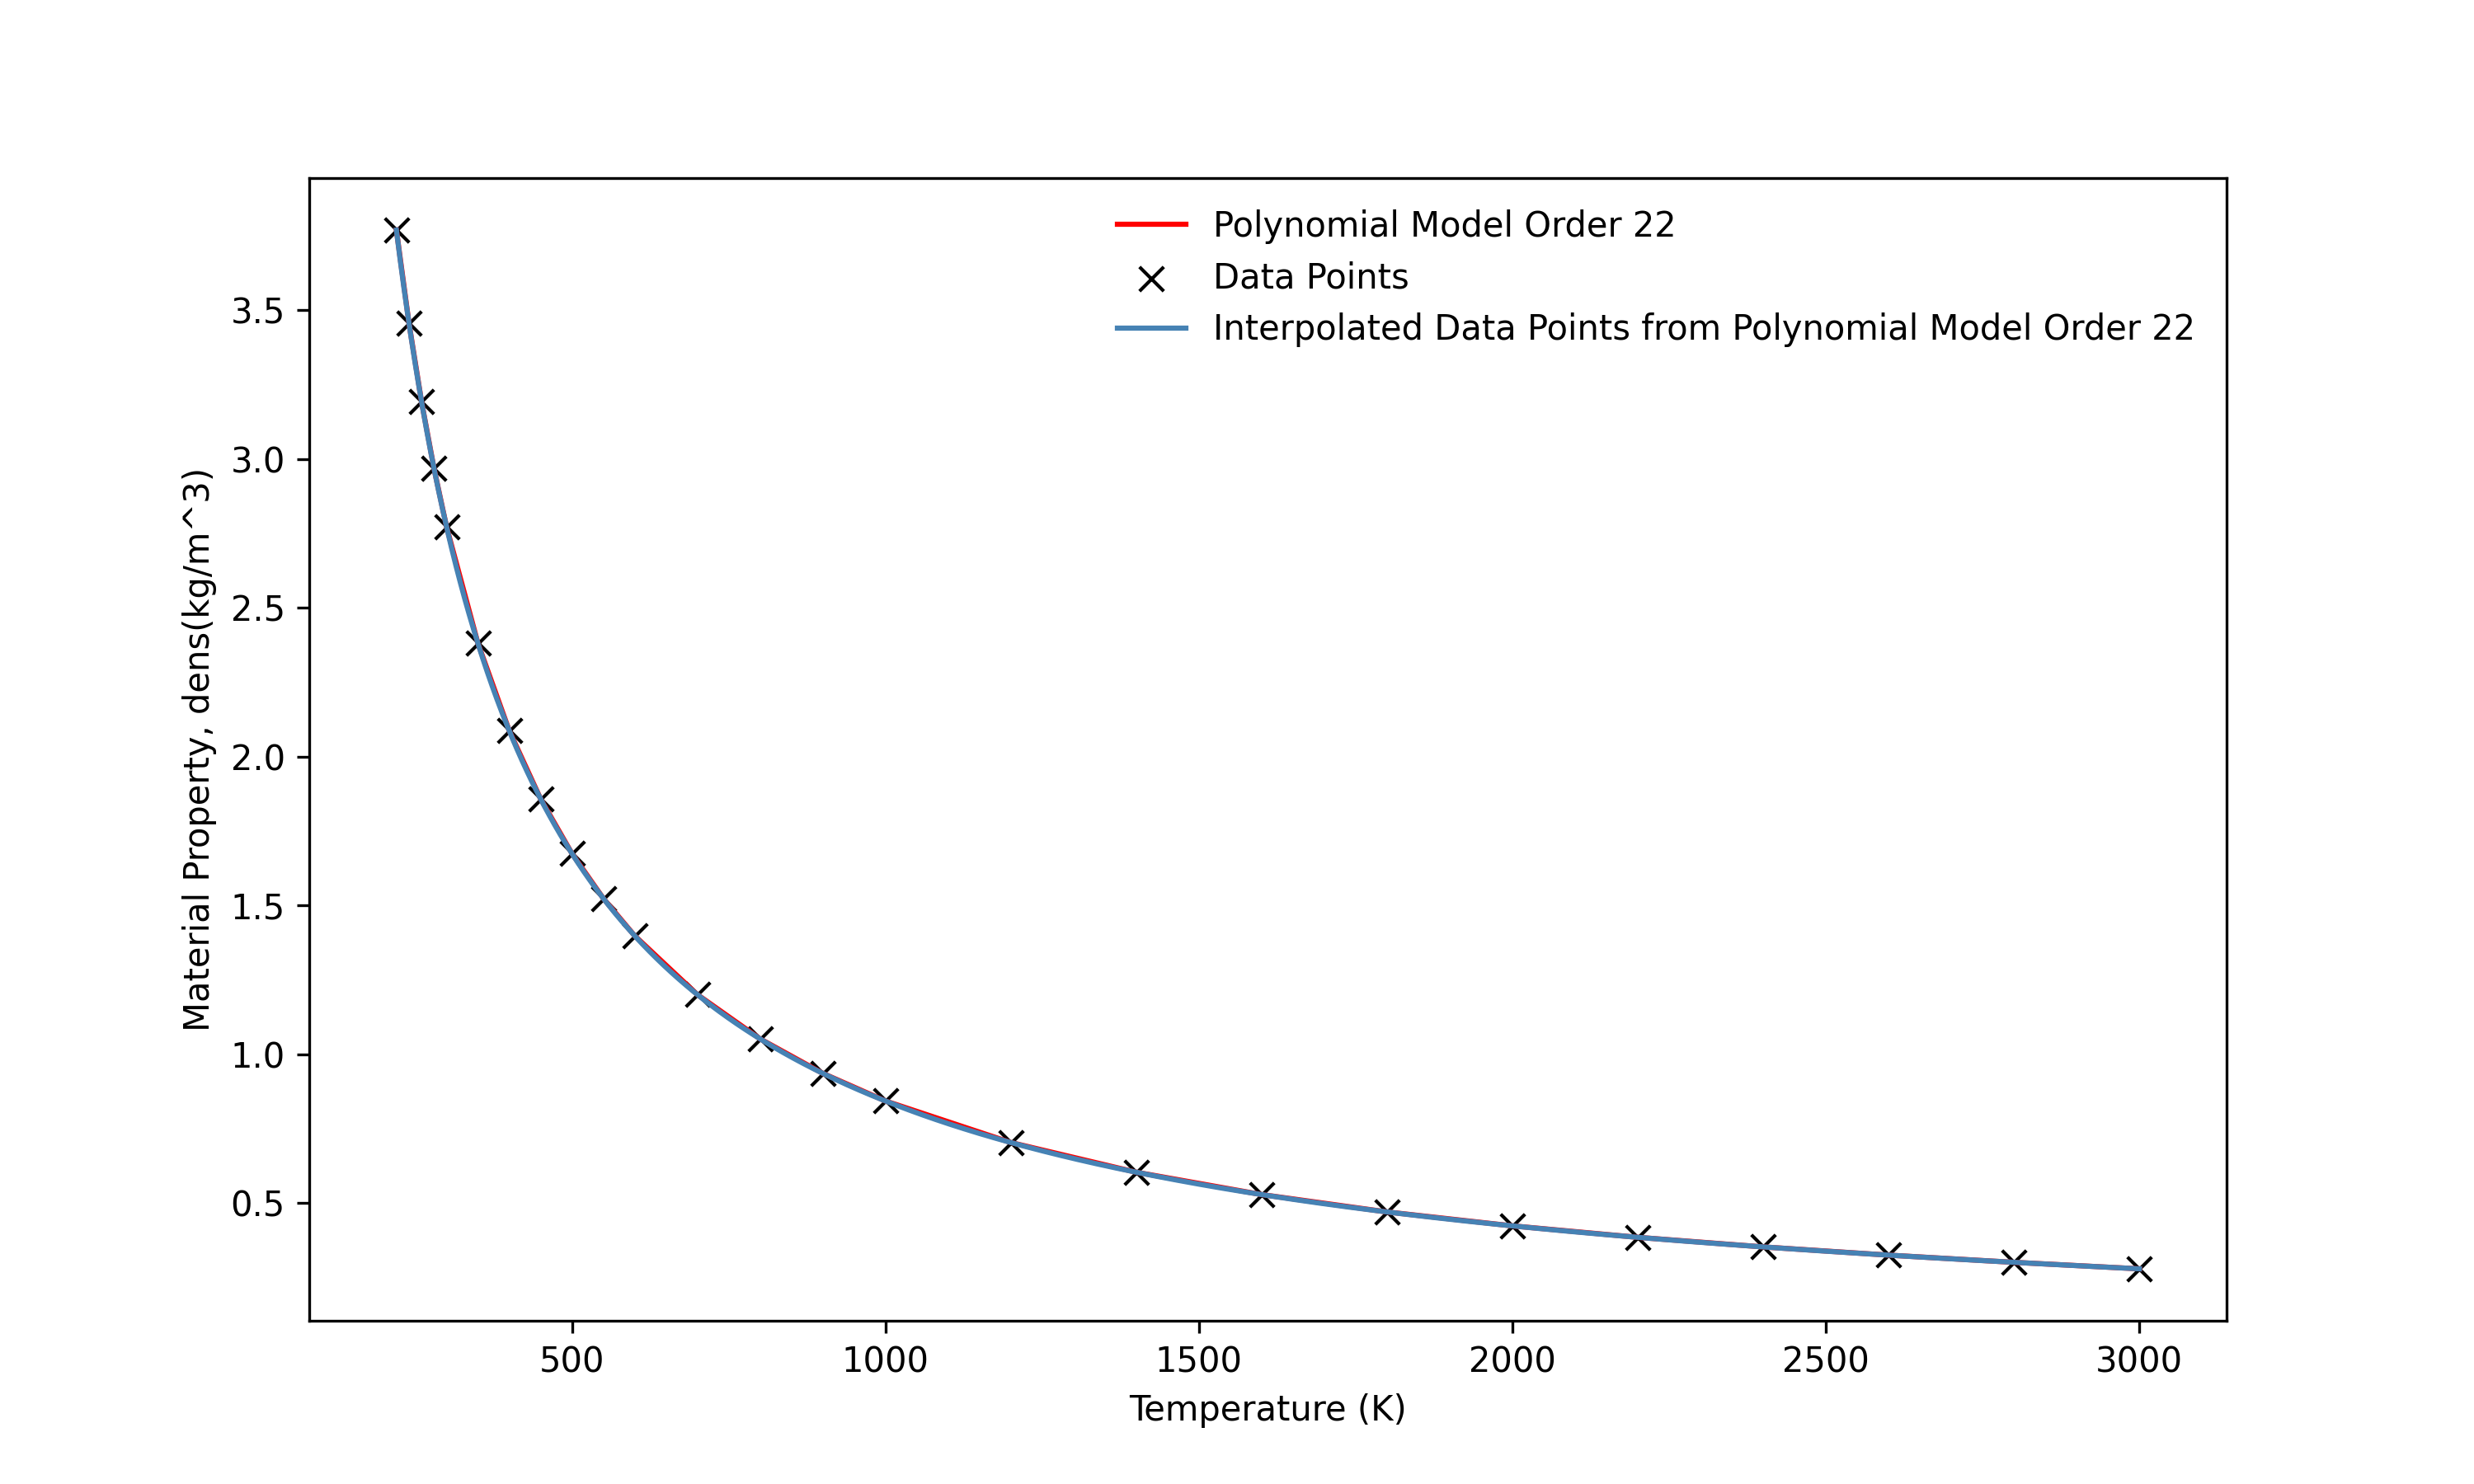 Polynomial Model Order 22
Data Points
Interpolated Data Points from Polynomial Model Order 22
Material Property, dens(kg/m^3)
3.5
3.0
2.5
2.0
1.5
1.0
0.5
500 1000 1500 2000 2500 3000
Temperature (K)